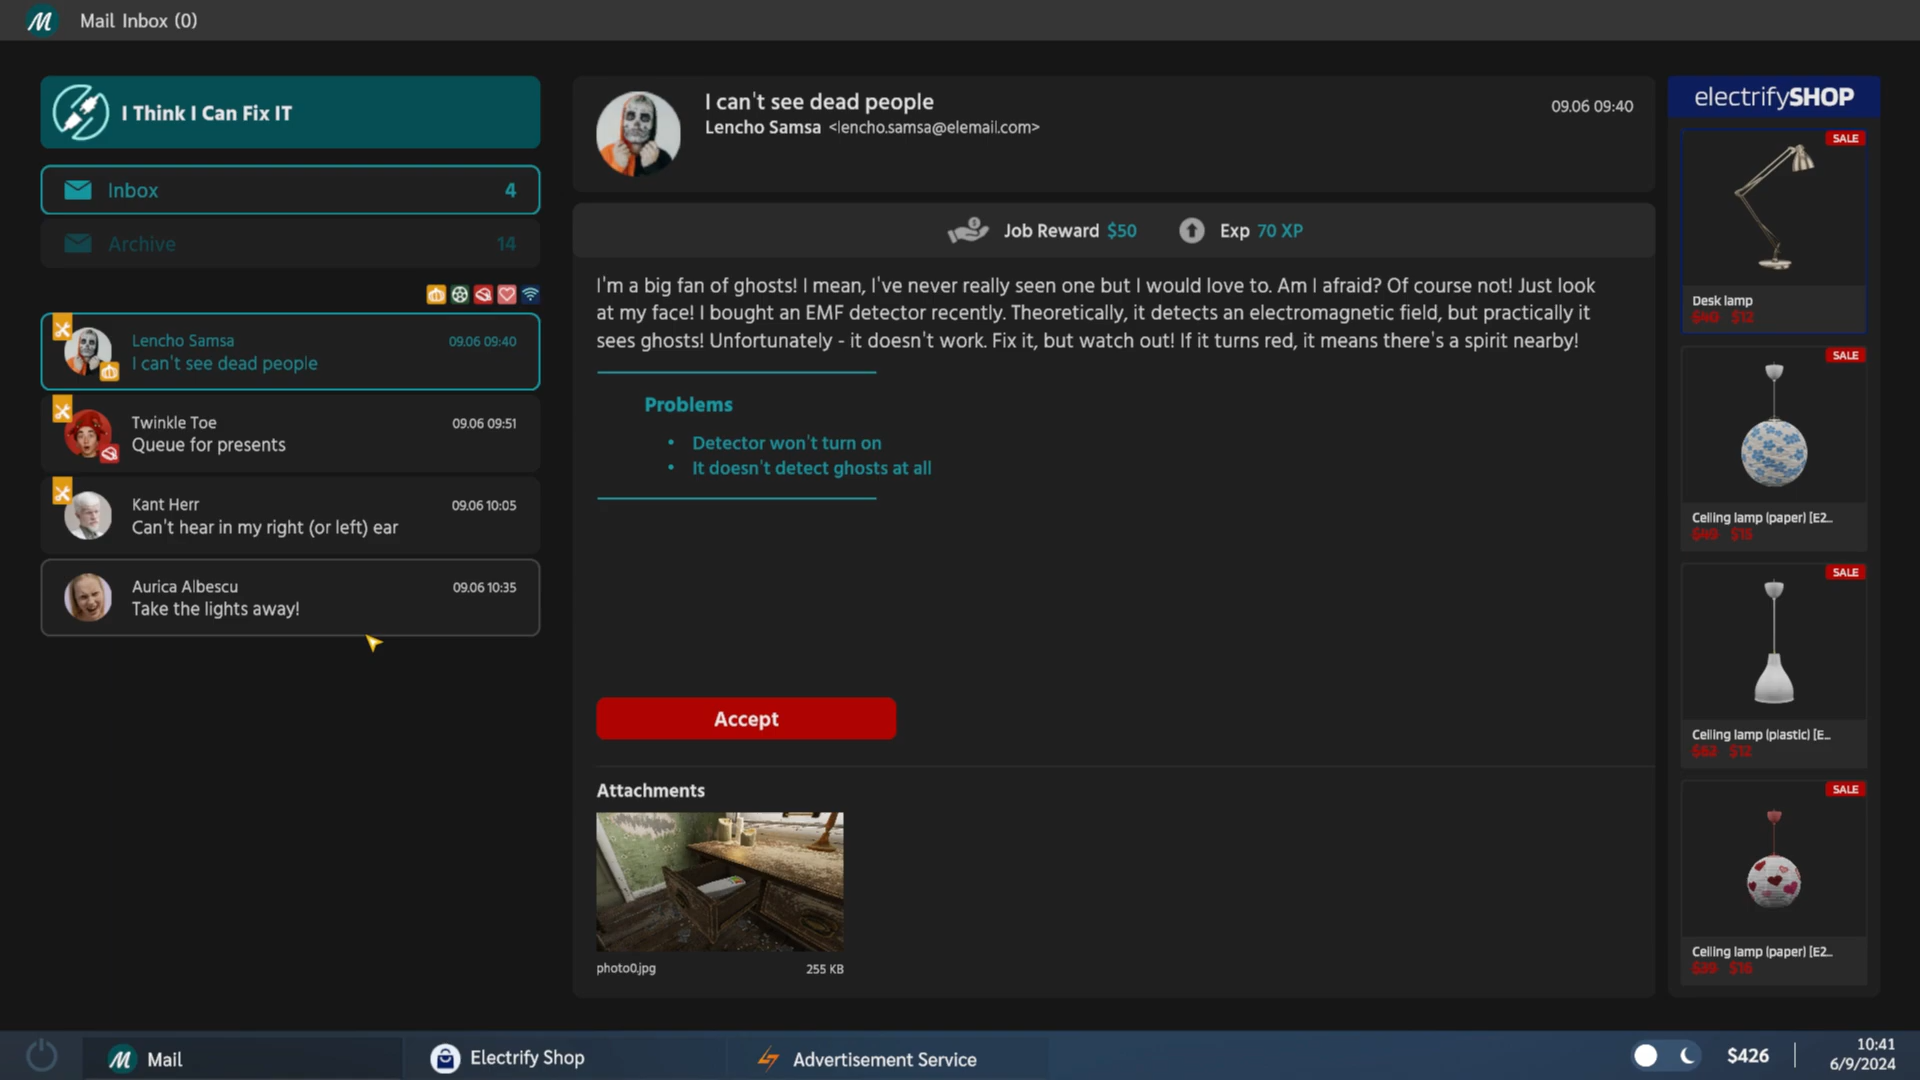 Mail Inbox (0)
I Think I Can Fix IT
Inbox 4
Archive 14
Lencho Samsa 09.06 09:40
I can't see dead people
Twinkle Toe 09.06 09:51
Queue for presents
Kant Herr 09.06 10:05
Can't hear in my right (or left) ear
Aurica Albescu 09.06 10:35
Take the lights away!
I can't see dead people 09.06 09:40
Lencho Samsa <lencho.samsa@elemail.com>
Job Reward $50 Exp 70 XP
I'm a big fan of ghosts! I mean, I've never really seen one but I would love to. Am I afraid? Of course not! Just look
at my face! I bought an EMF detector recently. Theoretically, it detects an electromagnetic field, but practically it
sees ghosts! Unfortunately - it doesn't work. Fix it, but watch out! If it turns red, it means there's a spirit nearby!
Problems
• Detector won't turn on
• It doesn't detect ghosts at all
Accept
Attachments
photo0.jpg 255 KB
electrifySHOP
SALE
Desk lamp
$40 $12
SALE
Ceiling lamp (paper) [E2...
$49 $15
SALE
Ceiling lamp (plastic) [E...
$63 $12
SALE
Ceiling lamp (paper) [E2...
$39 $16
Mail
Electrify Shop
Advertisement Service
$426
10:41
6/9/2024